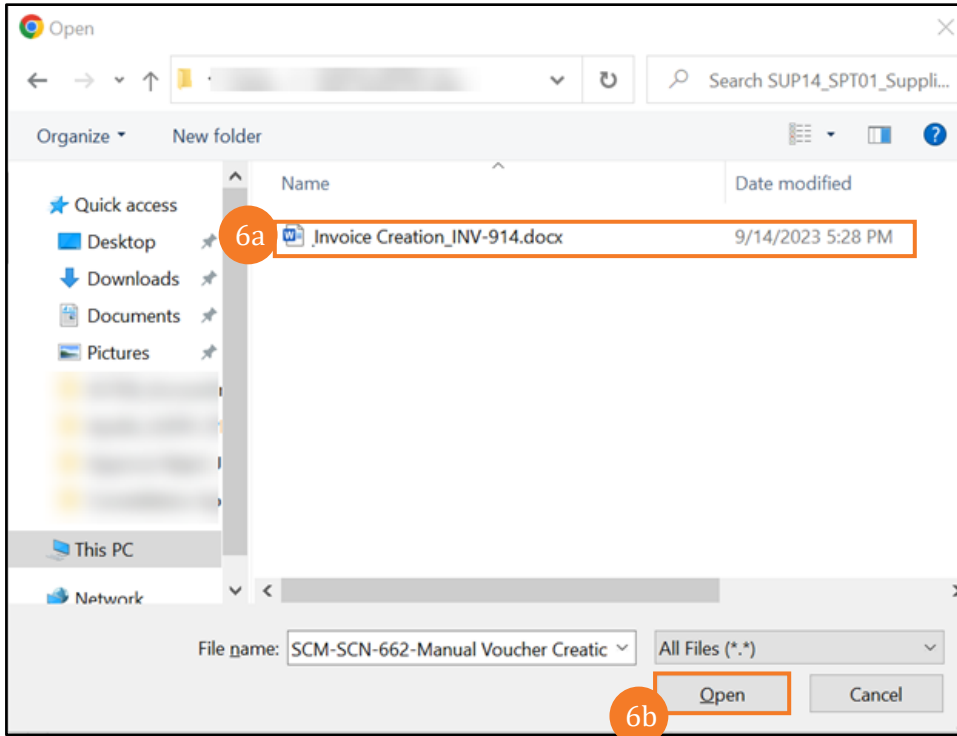 Open
Search SUP14_SPT01_Suppli...
Organize
New folder
Name
Date modified
Quick access
6a
_Invoice Creation_INV-914.docx
9/14/2023 5:28 PM
Desktop
Downloads
Documents
Pictures
This PC
Network
File name:
SCM-SCN-662-Manual Voucher Creatic
All Files (*.*)
Open
Cancel
6b